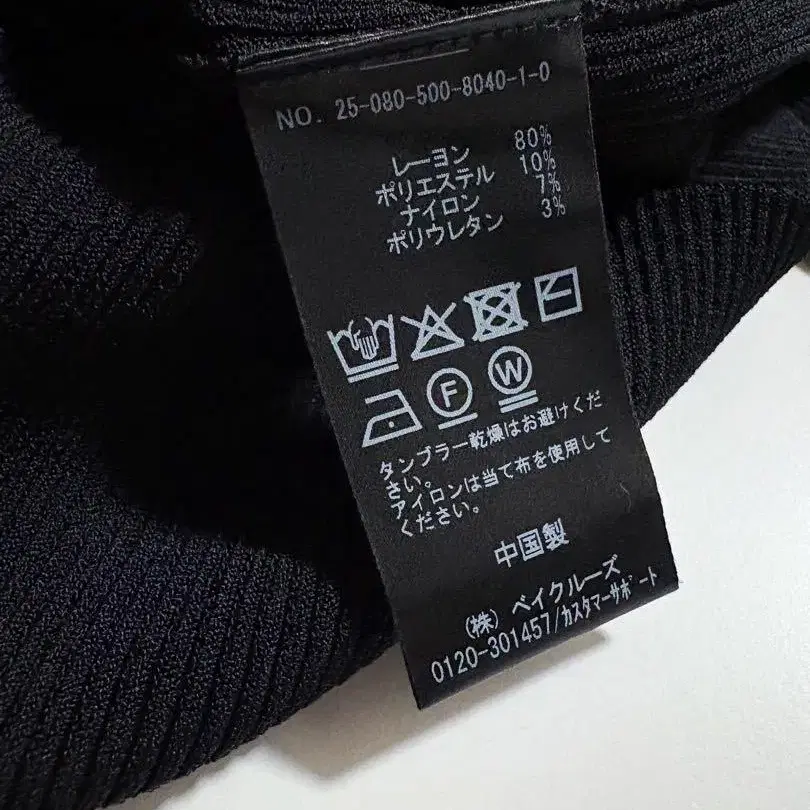 NO. 25-080-500-8040-1-0
レーヨン 80%
ポリエステル 10%
ナイロン 7%
ポリウレタン 3%
F W
タンブラー乾燥はお避けくだ
さい。
アイロンは当て布を使用して
ください。
中国製
(株) ベイクルーズ
0120-301457/カスタマーサポート